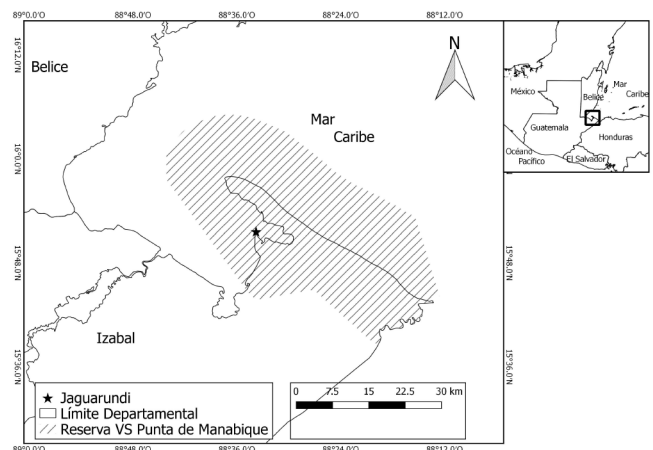 89°0.0'O 88°48.0'O 88°36.0'O 88°24.0'O 88°12.0'O
16°12.0'N
Belice
N
Mar
Caribe
16°0.0'N
15°48.0'N
15°48.0'N
Izabal
15°36.0'N
15°36.0'N
Jaguarundi
Límite Departamental
Reserva VS Punta de Manabique
0 7.5 15 22.5 30 km
89°0.0'O 88°48.0'O 88°36.0'O 88°24.0'O 88°12.0'O
México
Belice
Mar
Caribe
Guatemala
Honduras
Océano
Pacífico
El Salvador